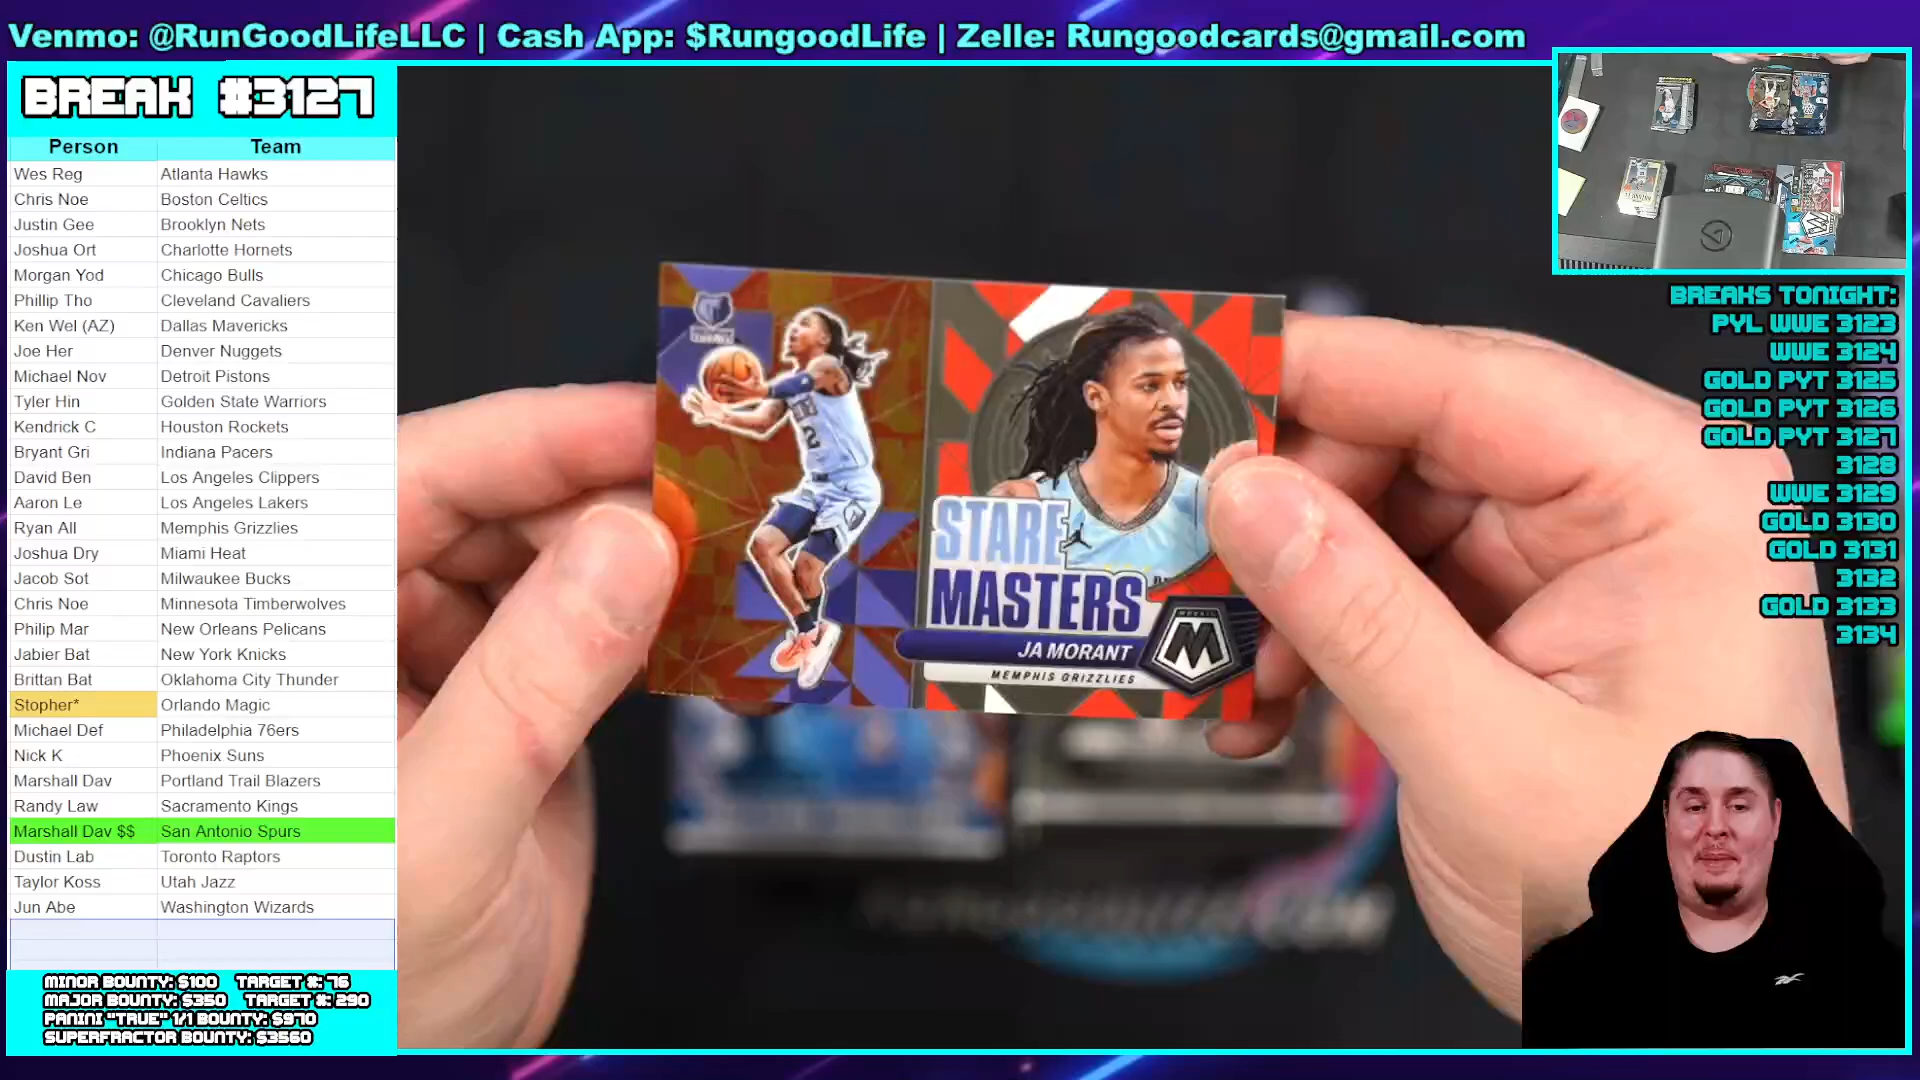 Venmo: @RunGoodLifeLLC | Cash App: $RungoodLife | Zelle: Rungoodcards@gmail.com
BREAK #3127
Person Team
Wes Reg Atlanta Hawks
Chris Noe Boston Celtics
Justin Gee Brooklyn Nets
Joshua Ort Charlotte Hornets
Morgan Yod Chicago Bulls
Phillip Tho Cleveland Cavaliers
Ken Wel (AZ) Dallas Mavericks
Joe Her Denver Nuggets
Michael Nov Detroit Pistons
Tyler Hin Golden State Warriors
Kendrick C Houston Rockets
Bryant Gri Indiana Pacers
David Ben Los Angeles Clippers
Aaron Le Los Angeles Lakers
Ryan All Memphis Grizzlies
Joshua Dry Miami Heat
Jacob Sot Milwaukee Bucks
Chris Noe Minnesota Timberwolves
Philip Mar New Orleans Pelicans
Jabier Bat New York Knicks
Brittan Bat Oklahoma City Thunder
Stopher* Orlando Magic
Michael Def Philadelphia 76ers
Nick K Phoenix Suns
Marshall Dav Portland Trail Blazers
Randy Law Sacramento Kings
Marshall Dav $$ San Antonio Spurs
Dustin Lab Toronto Raptors
Taylor Koss Utah Jazz
Jun Abe Washington Wizards
MINOR BOUNTY: $100 TARGET #: 76
MAJOR BOUNTY: $350 TARGET #: 290
PANINI "TRUE" 1/1 BOUNTY: $970
SUPERFRACTOR BOUNTY: $3560
2
STARE
MASTERS
JA MORANT
MEMPHIS GRIZZLIES
MOSAIC
M
BREAKS TONIGHT:
PYL WWE 3123
WWE 3124
GOLD PYT 3125
GOLD PYT 3126
GOLD PYT 3127
3128
WWE 3129
GOLD 3130
GOLD 3131
3132
GOLD 3133
3134